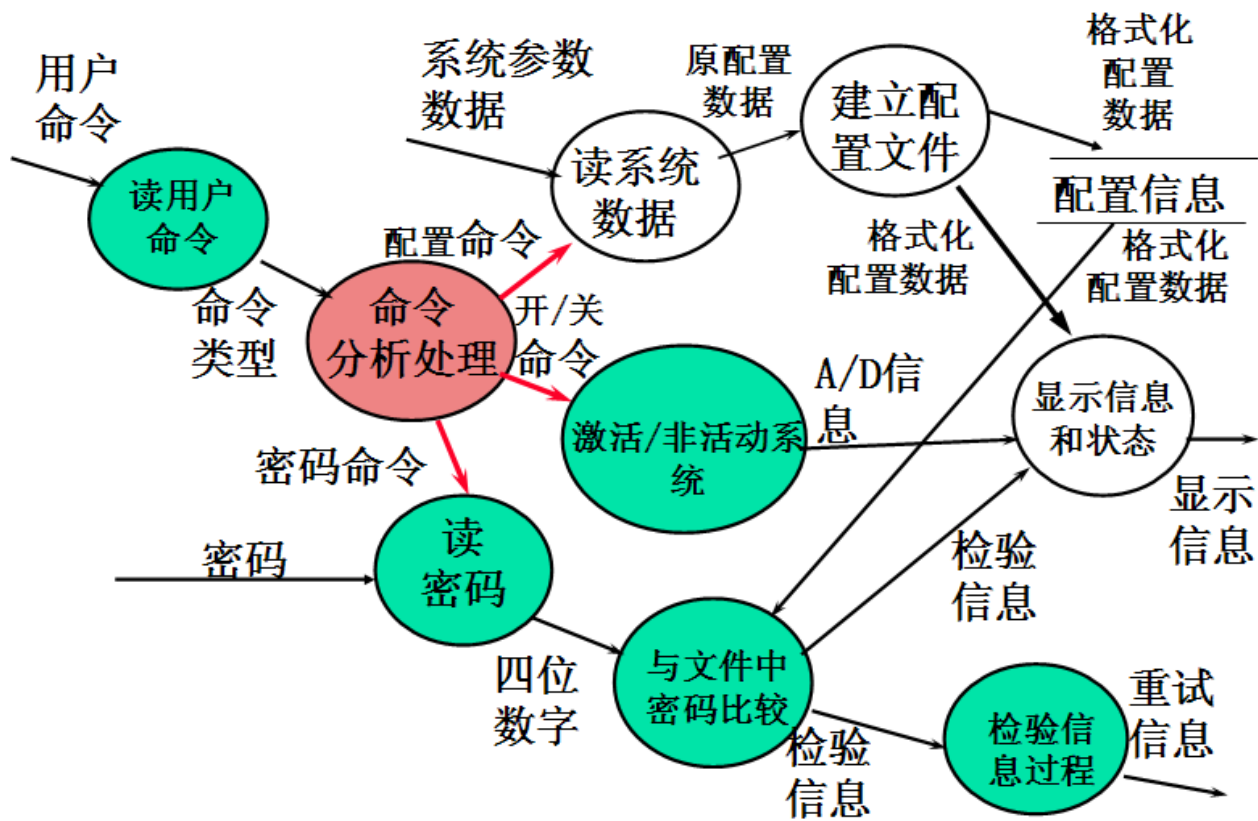 用户
命令
系统参数
数据
原配置
数据
格式化
配置
数据
读用户
命令
读系统
数据
建立配
置文件
配置信息
命令
类型
配置命令
格式化
配置数据
格式化
配置数据
命令
分析处理
开/关
命令
激活/非活动系
统
A/D信
息
显示信息
和状态
显示
信息
密码命令
密码
读
密码
四位
数字
与文件中
密码比较
检验
信息
检验
信息
检验信
息过程
重试
信息